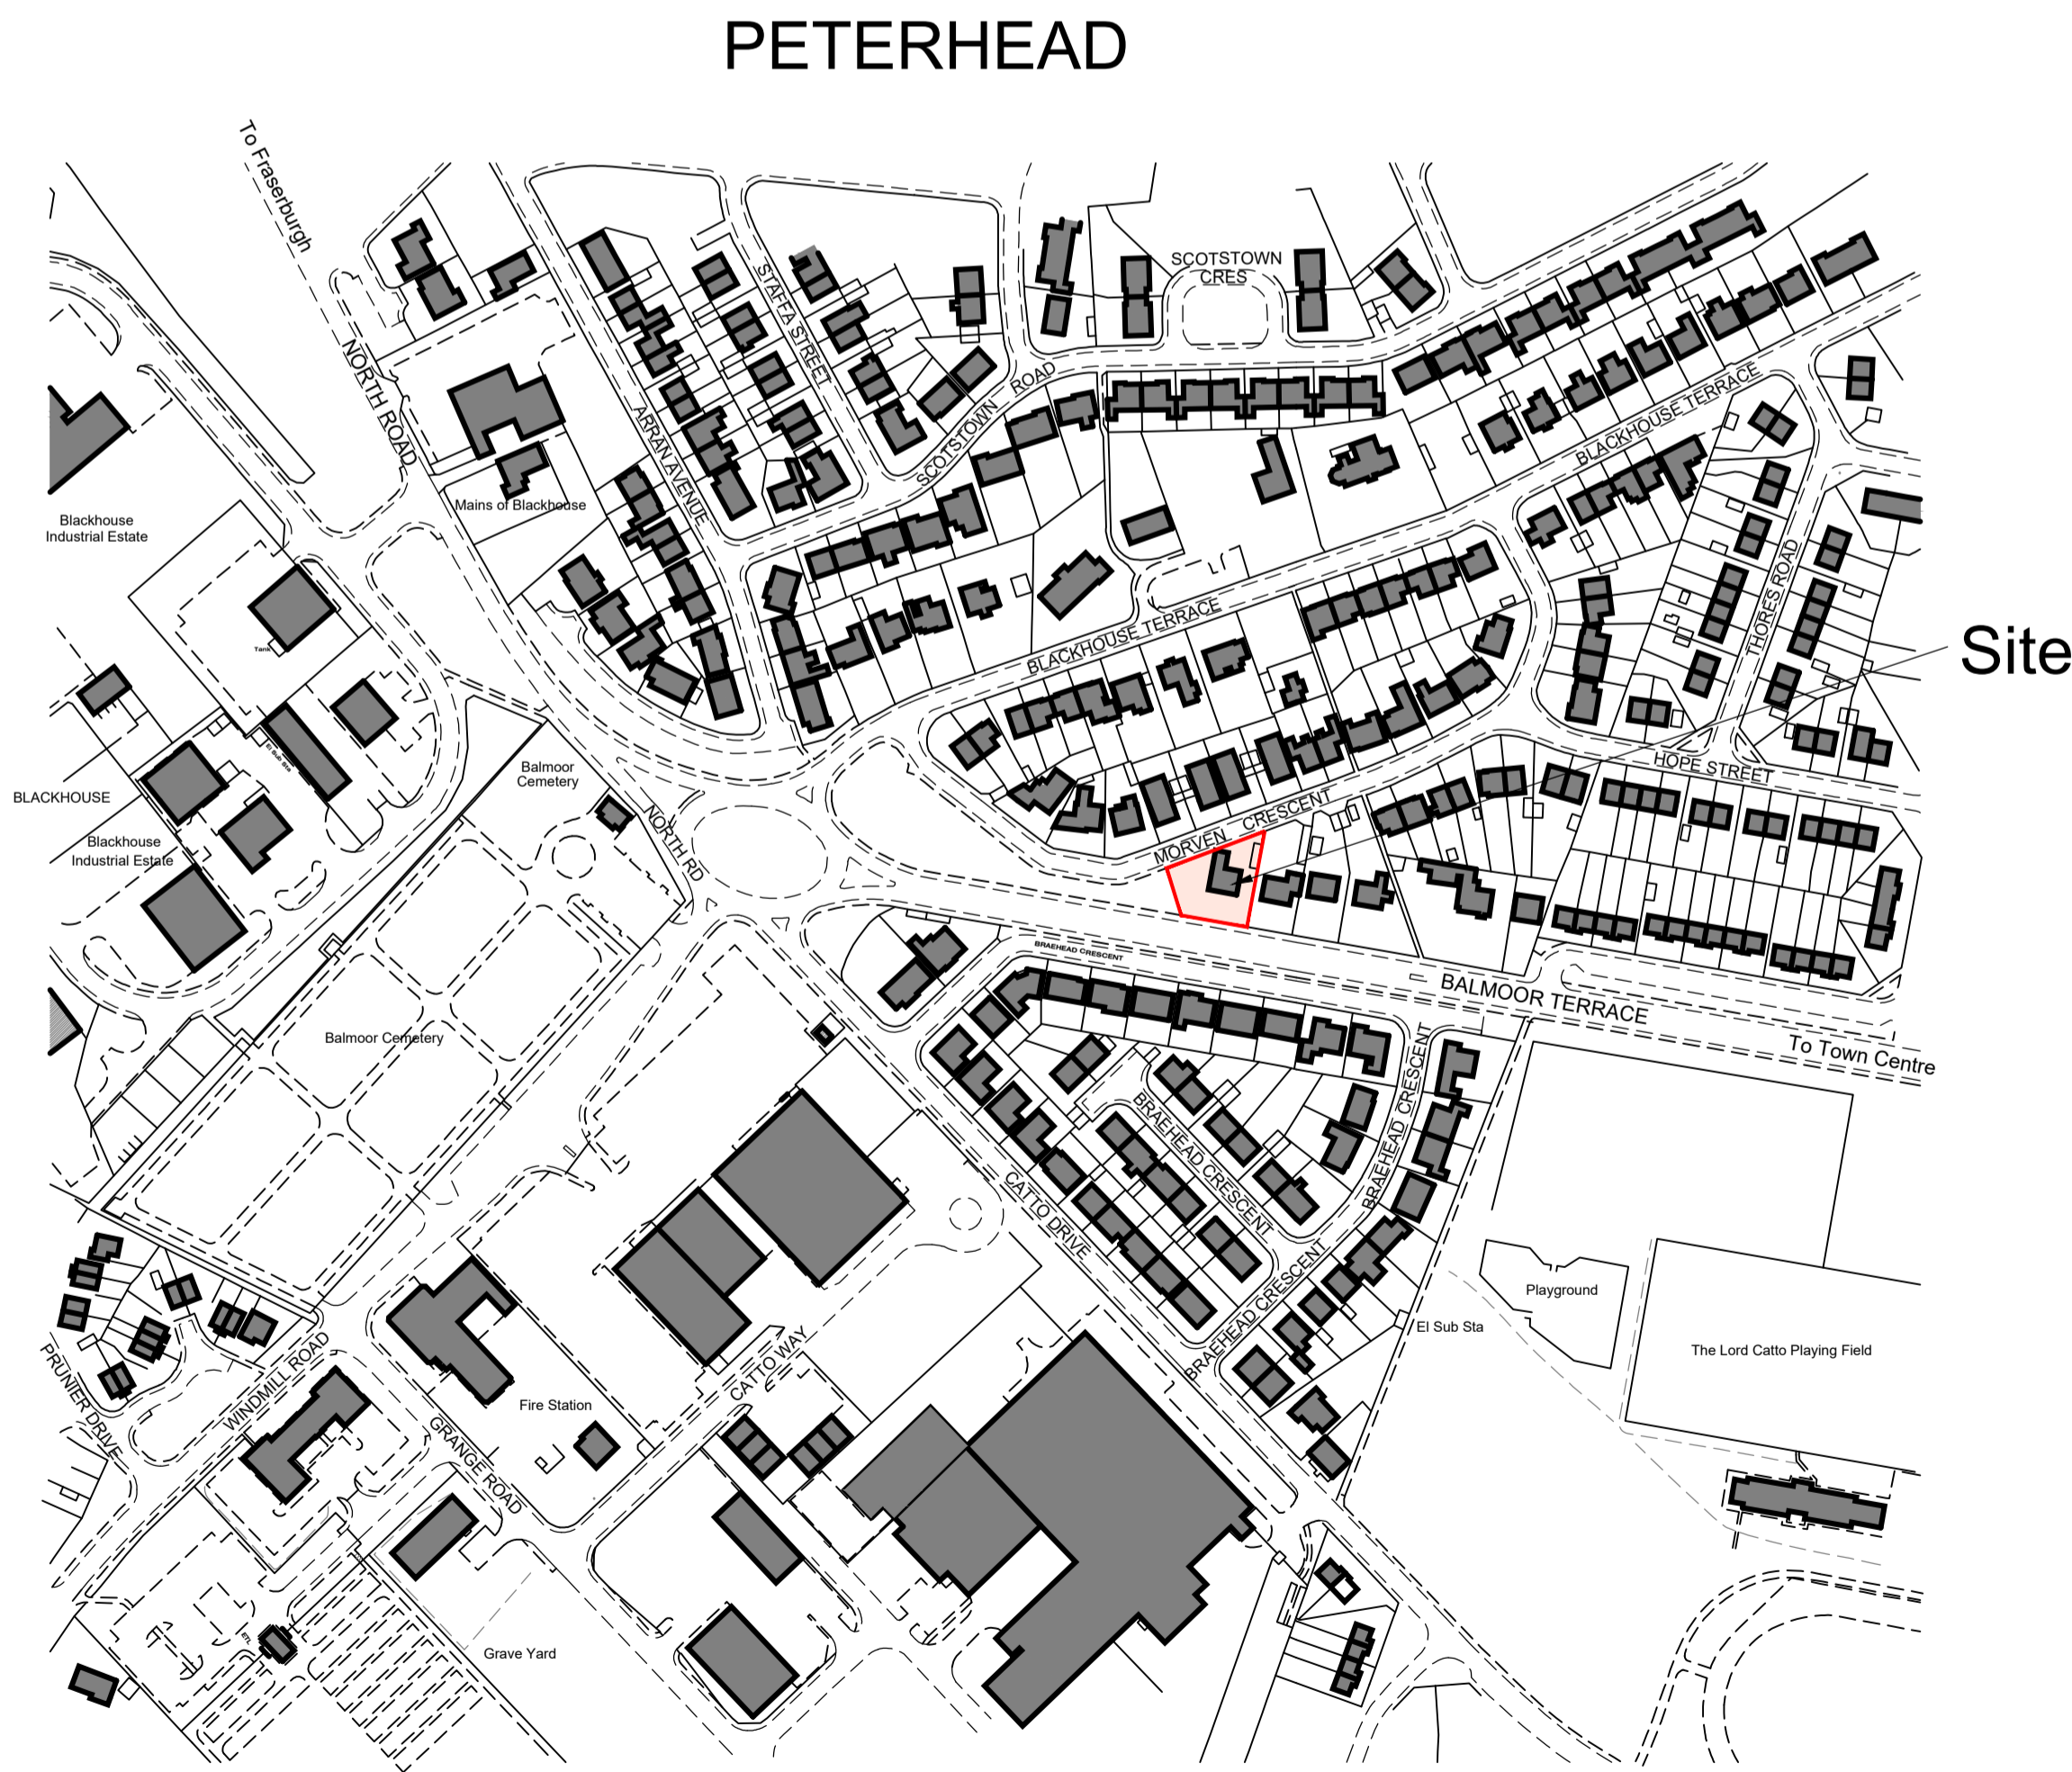 PETERHEAD
To Fraserburgh
SCOTSTOWN
CRES
STAFFA STREET
NORTH ROAD
SCOTSTOWN ROAD
BLACKHOUSE TERRACE
ARRAN AVENUE
Mains of Blackhouse
Blackhouse
Industrial Estate
THORES ROAD
BLACKHOUSE TERRACE
Site
Tank
El Sub Sta
Balmoor
Cemetery
HOPE STREET
BLACKHOUSE
NORTH RD
MORVEN CRESCENT
Blackhouse
Industrial Estate
BRAEHEAD CRESCENT
BALMOOR TERRACE
Balmoor Cemetery
To Town Centre
BRAEHEAD CRESCENT
BRAEHEAD CRESCENT
CATTO DRIVE
BRAEHEAD CRESCENT
Playground
El Sub Sta
The Lord Catto Playing Field
PRUNIER DRIVE
WINDMILL ROAD
CATTO WAY
Fire Station
GRANGE ROAD
ETL
Grave Yard